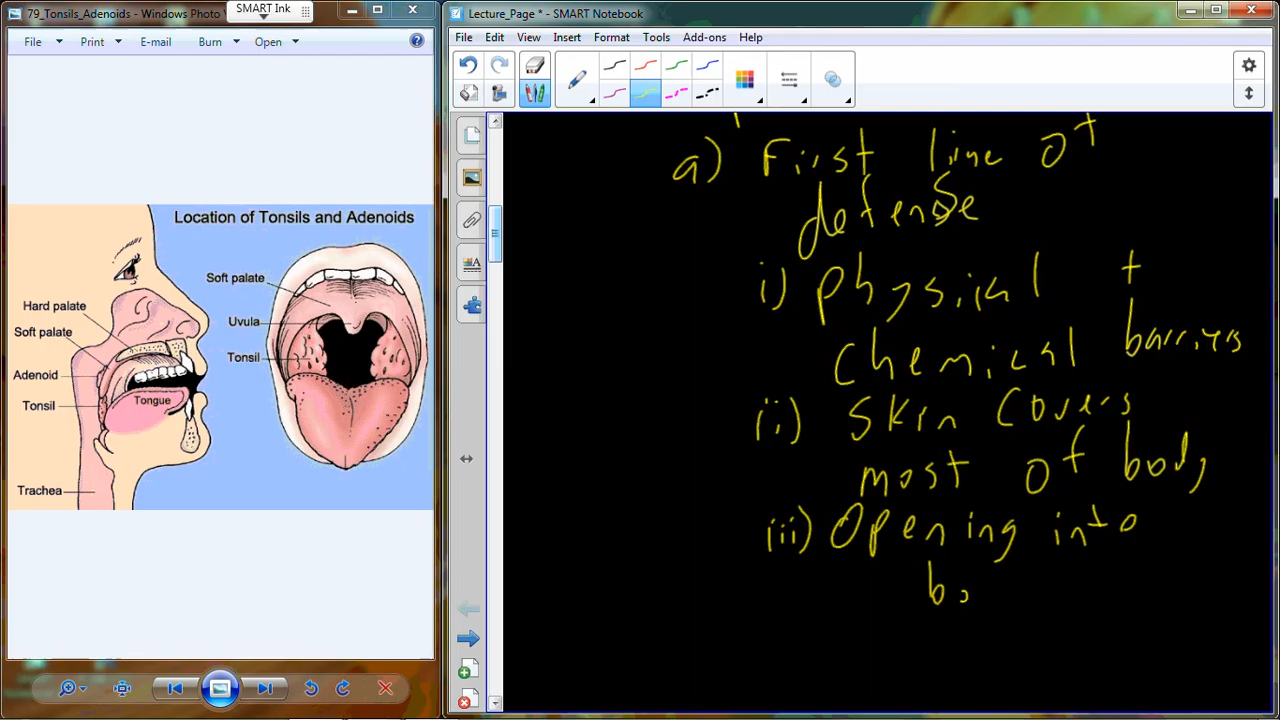 79_Tonsils_Adenoids - Windows Photo
SMART Ink
File Print E-mail Burn Open
Location of Tonsils and Adenoids
Soft palate
Hard palate
Uvula
Soft palate
Tonsil
Adenoid
Tongue
Tonsil
Trachea
Lecture_Page * - SMART Notebook
File Edit View Insert Format Tools Add-ons Help
a) First line of
defense
i) Physical +
Chemical barriers
ii) Skin Covers
most of body
iii) Opening into
bo